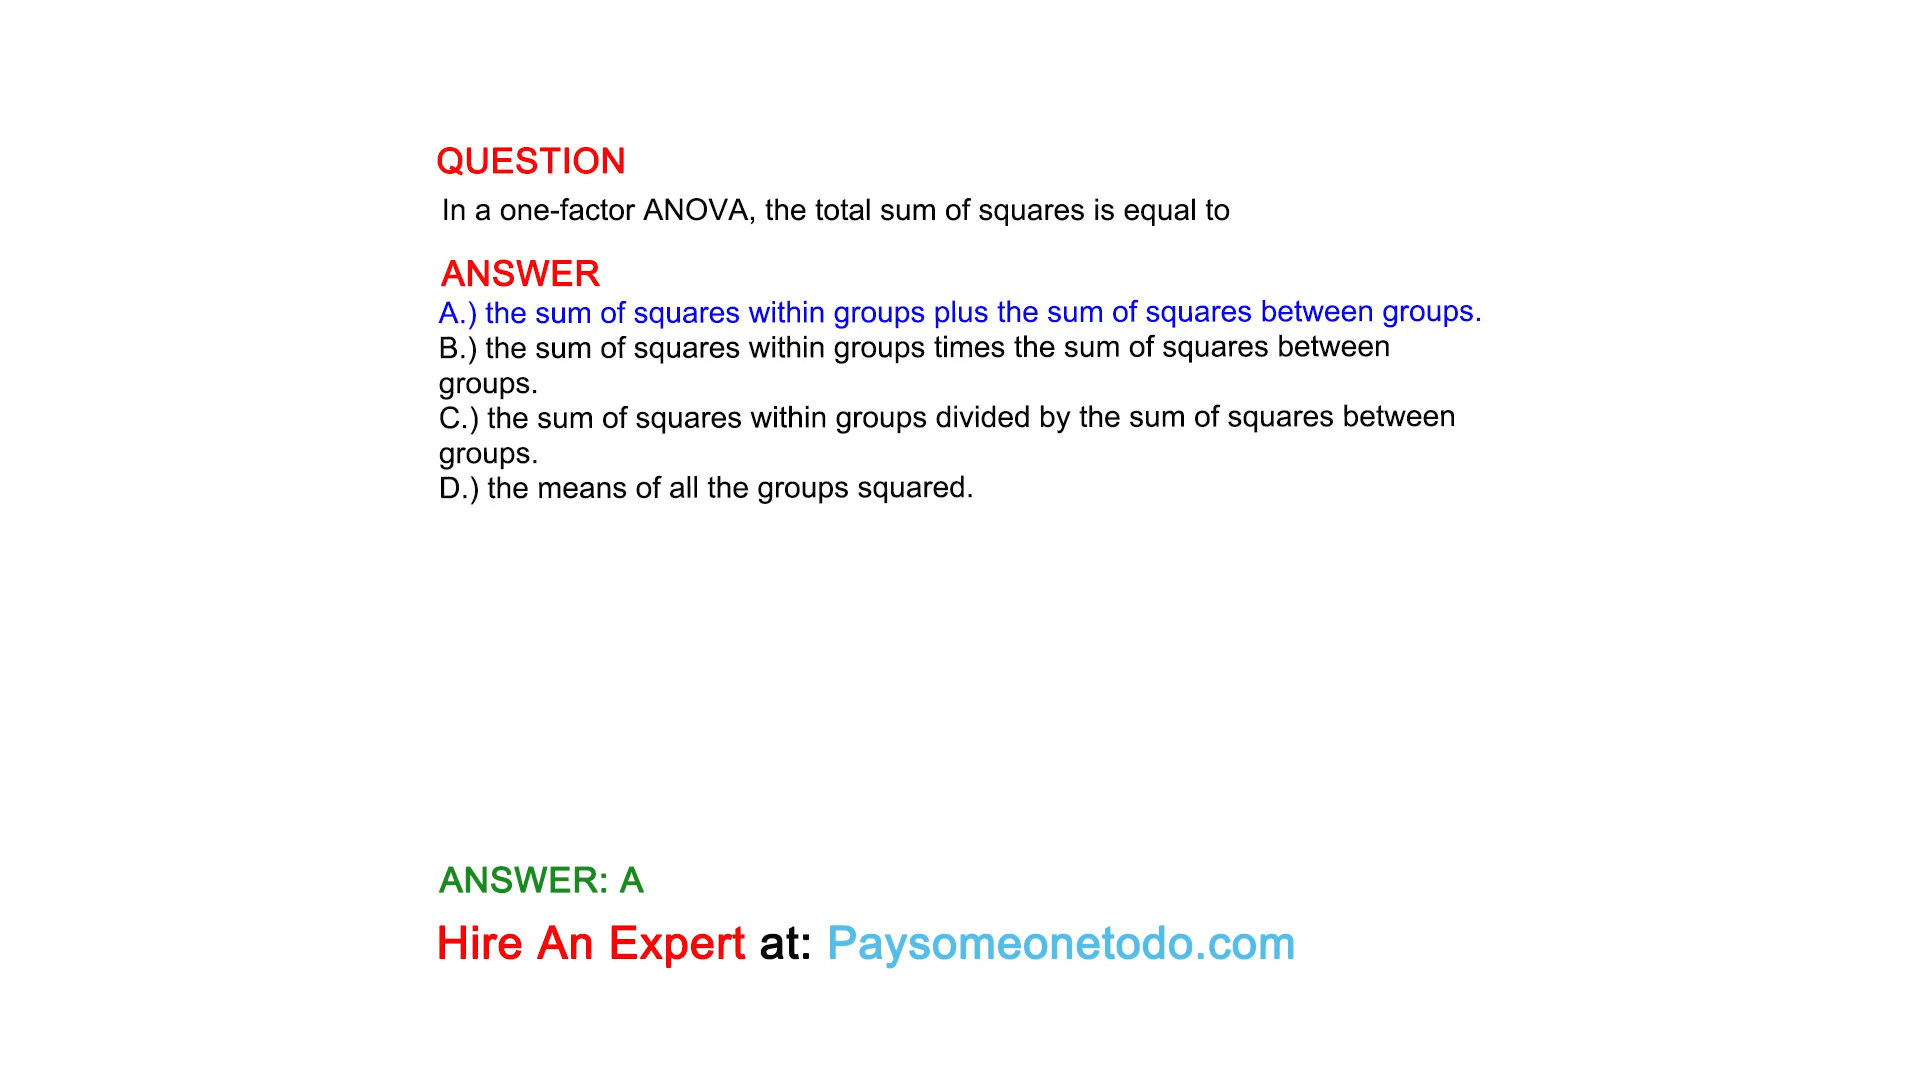 QUESTION
In a one-factor ANOVA, the total sum of squares is equal to
ANSWER
A.) the sum of squares within groups plus the sum of squares between groups.
B.) the sum of squares within groups times the sum of squares between
groups.
C.) the sum of squares within groups divided by the sum of squares between
groups.
D.) the means of all the groups squared.
ANSWER: A
Hire An Expert at: Paysomeonetodo.com